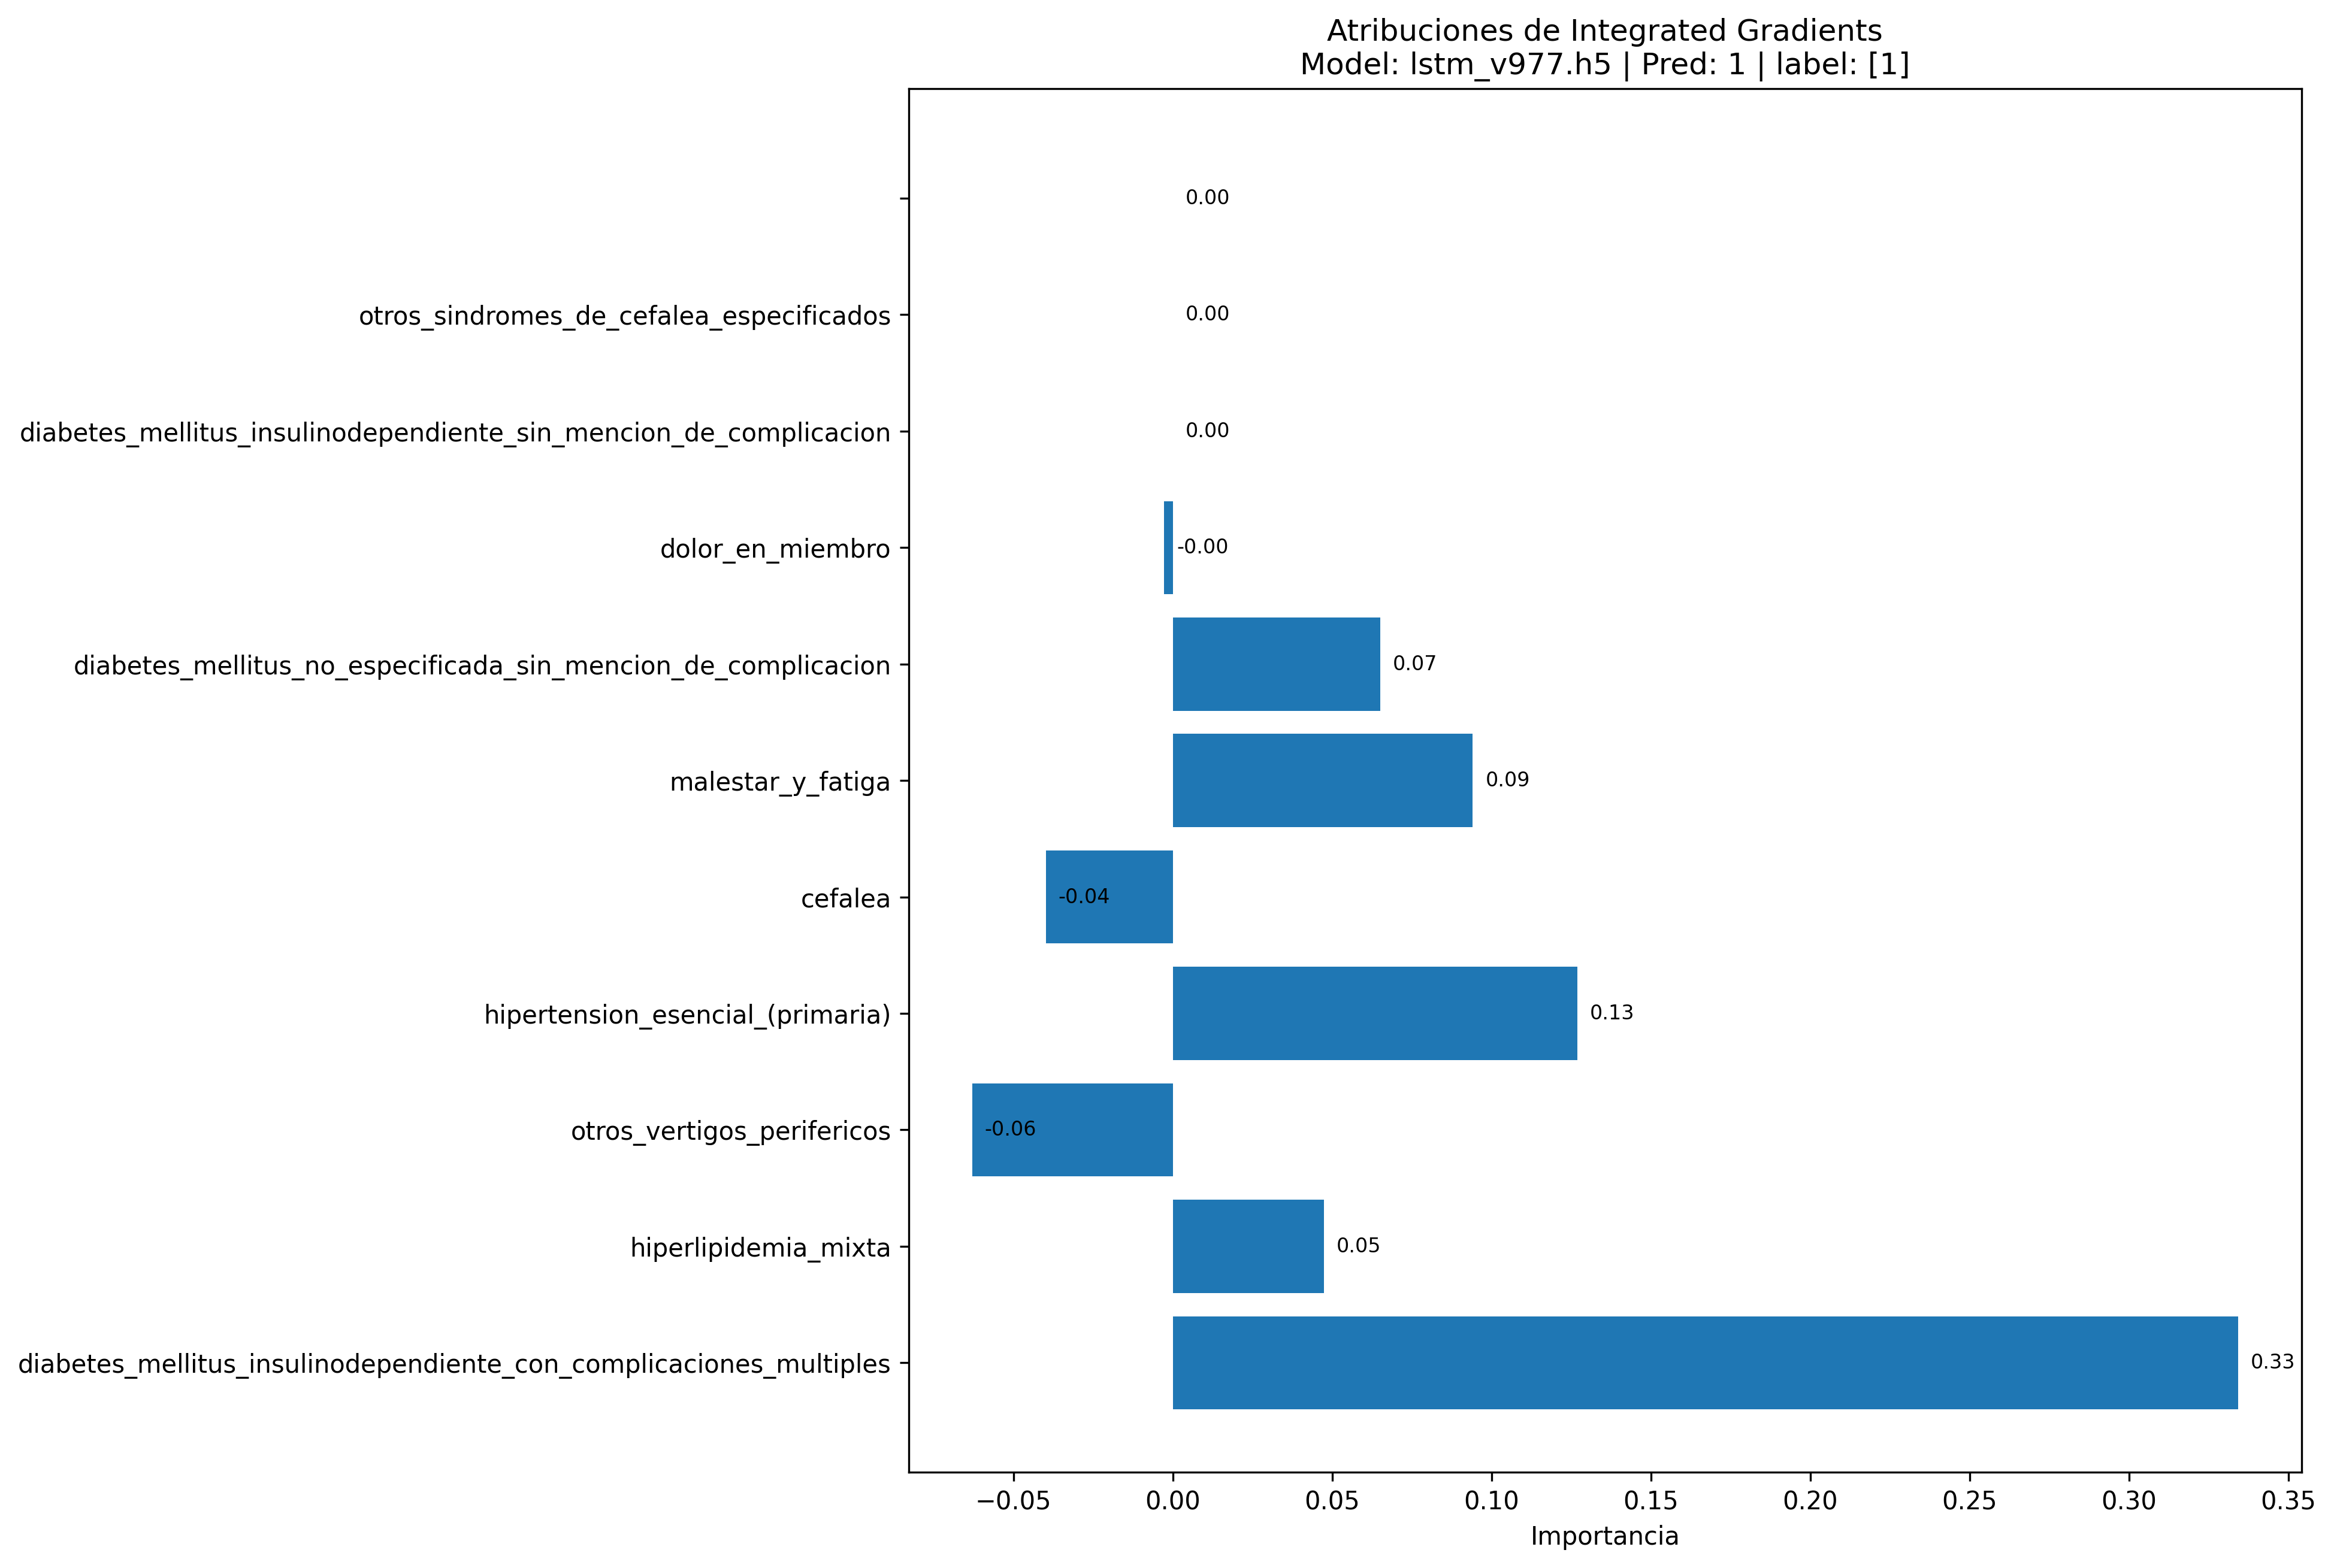 Atribuciones de Integrated Gradients
Model: lstm_v977.h5 | Pred: 1 | label: [1]
0.00
otros_sindromes_de_cefalea_especificados 0.00
diabetes_mellitus_insulinodependiente_sin_mencion_de_complicacion 0.00
dolor_en_miembro -0.00
diabetes_mellitus_no_especificada_sin_mencion_de_complicacion 0.07
malestar_y_fatiga 0.09
cefalea -0.04
hipertension_esencial_(primaria) 0.13
otros_vertigos_perifericos -0.06
hiperlipidemia_mixta 0.05
diabetes_mellitus_insulinodependiente_con_complicaciones_multiples 0.33
−0.05 0.00 0.05 0.10 0.15 0.20 0.25 0.30 0.35
Importancia